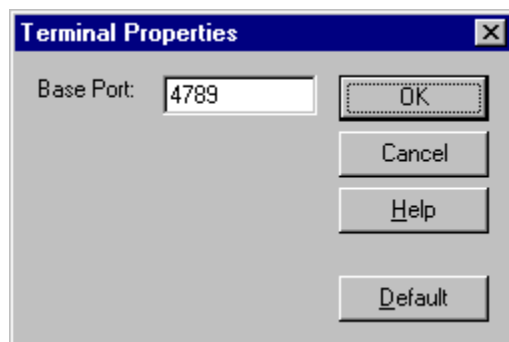 Terminal Properties
Base Port: 4789
OK
Cancel
Help
Default